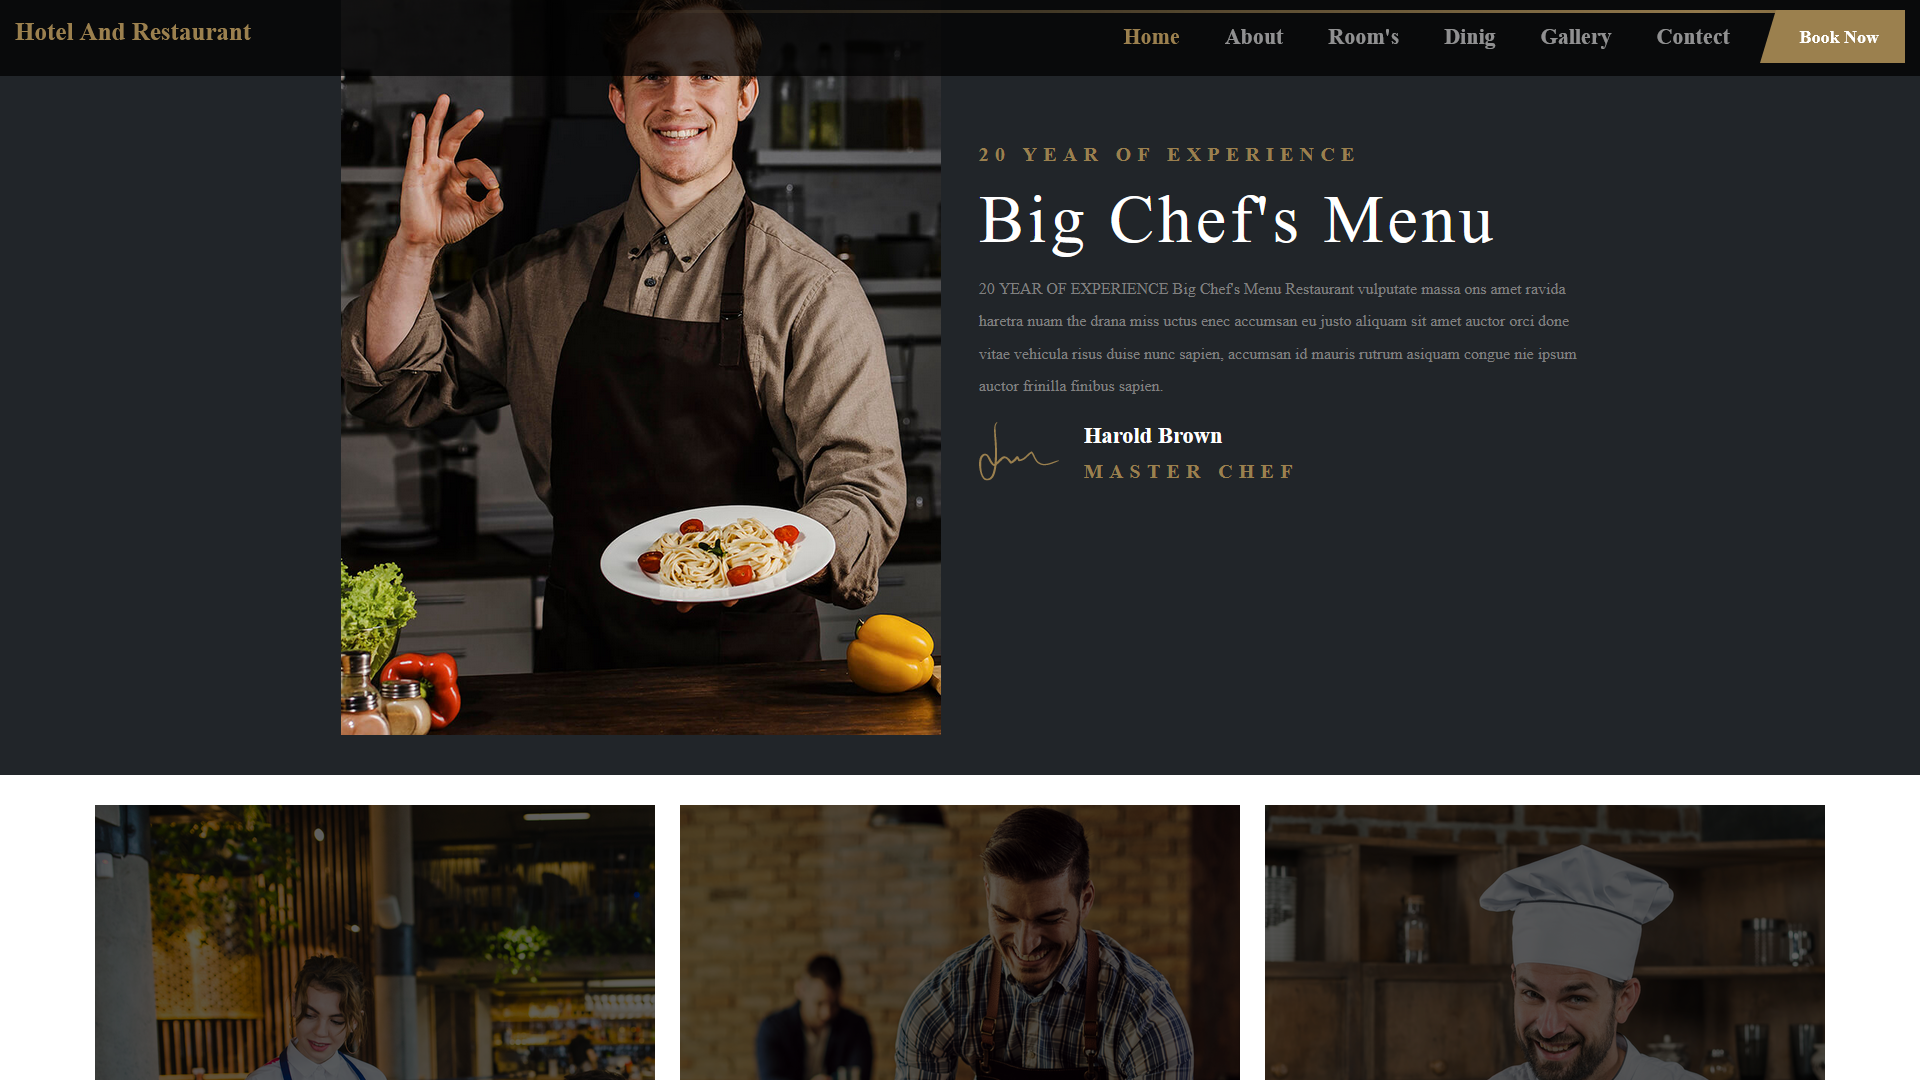 Hotel And Restaurant
Home
About
Room's
Dinig
Gallery
Contect
Book Now
20 YEAR OF EXPERIENCE
Big Chef's Menu
20 YEAR OF EXPERIENCE Big Chef's Menu Restaurant vulputate massa ons amet ravida
haretra nuam the drana miss uctus enec accumsan eu justo aliquam sit amet auctor orci done
vitae vehicula risus duise nunc sapien, accumsan id mauris rutrum asiquam congue nie ipsum
auctor frinilla finibus sapien.
Harold Brown
MASTER CHEF